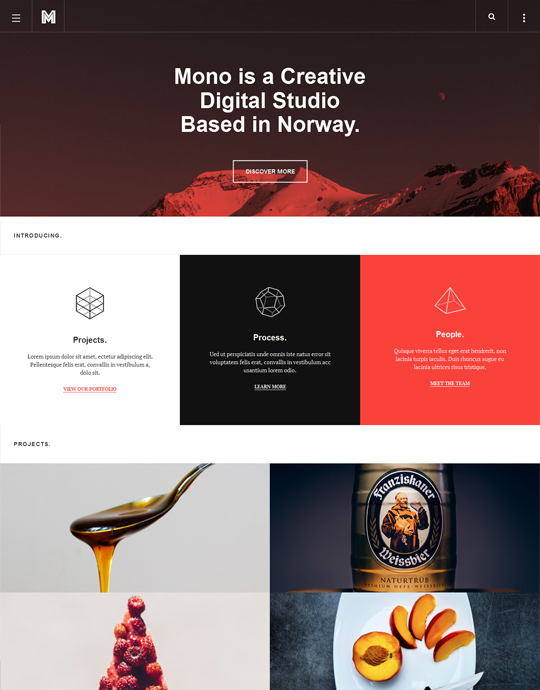 M
Mono is a Creative
Digital Studio
Based in Norway.
DISCOVER MORE
INTRODUCING.
Projects.
Lorem ipsum dolor sit amet, ectetur adipiscing elit.
Pellentesque felis erat, convallis in vestibulum a,
dolo sit.
VIEW OUR PORTFOLIO
Process.
Ued ut perspiciatis unde omnis iste natus error sit
voluptatem felis erat, convallis in vestibulum acc
usantium lorem odio.
LEARN MORE
People.
Quisque viverra tellus eget erat hendrerit, non
lacinia turpis iaculis. Duis rhoncus augue eu
lacinia ultrices risus tristique.
MEET THE TEAM
PROJECTS.
Franziskaner
Weissbier
NATURTRÜB
PREMIUM HEFE-WEISSBIER